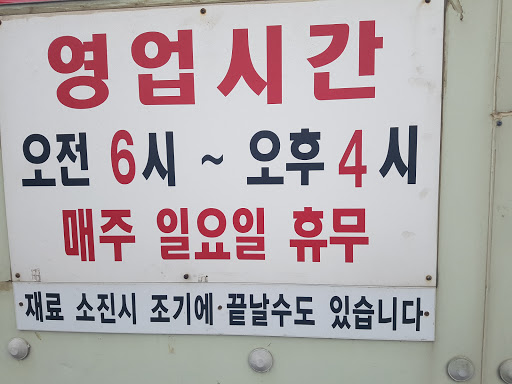 영업시간
오전 6시 ~ 오후 4시
매주 일요일 휴무
·재료 소진시 조기에·끝날수도 있습니다